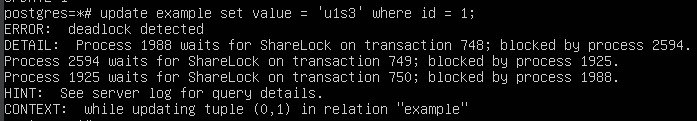 postgres=*# update example set value = 'u1s3' where id = 1;
ERROR:  deadlock detected
DETAIL:  Process 1988 waits for ShareLock on transaction 748; blocked by process 2594.
Process 2594 waits for ShareLock on transaction 749; blocked by process 1925.
Process 1925 waits for ShareLock on transaction 750; blocked by process 1988.
HINT:  See server log for query details.
CONTEXT:  while updating tuple (0,1) in relation "example"